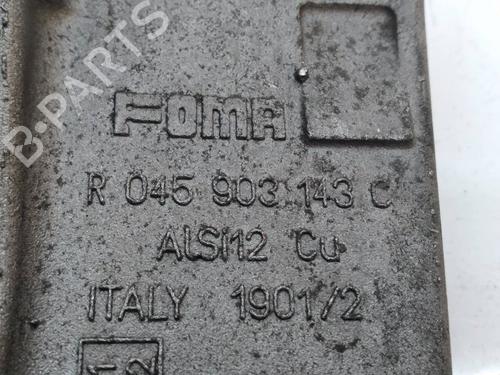 B-PARTS
FOMA
R 045 903 143 C
AlSi12 Cu
ITALY 1901/2